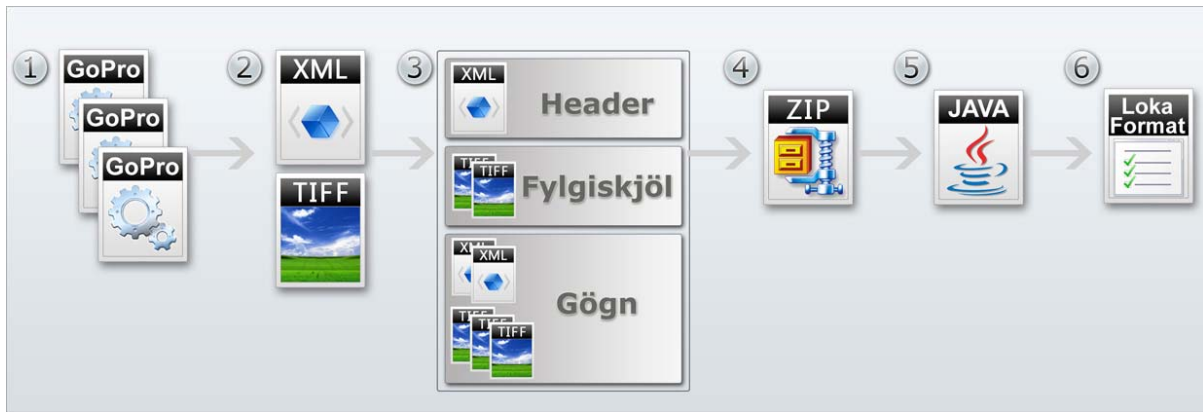 1
GoPro
GoPro
GoPro
2
XML
TIFF
3
XML
Header
TIFF
TIFF
Fylgiskjöl
XML
XML
TIFF
TIFF
TIFF
Gögn
4
ZIP
5
JAVA
6
Loka
Format